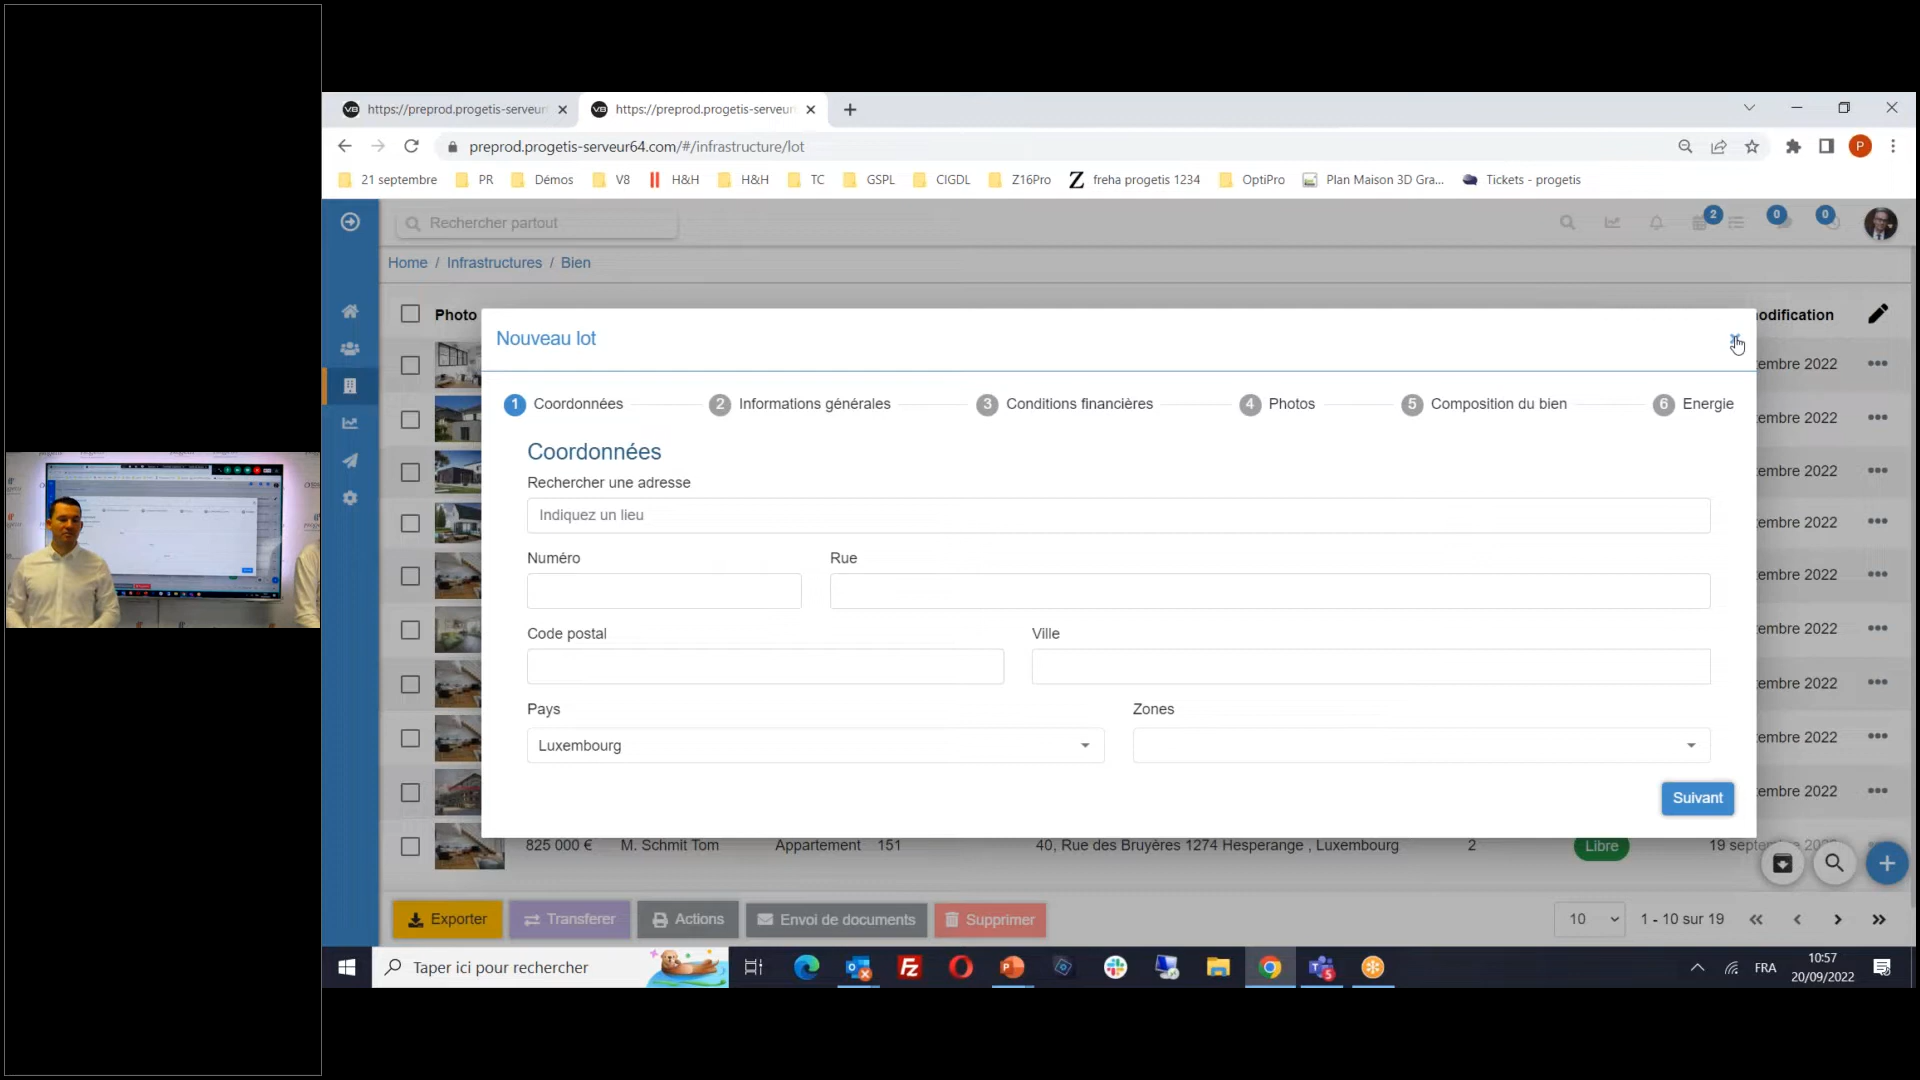 https://preprod.progetis-serveur
https://preprod.progetis-serveur
preprod.progetis-serveur64.com/#/infrastructure/lot
P
21 septembre
PR
Démos
V8
H&H
H&H
TC
GSPL
CIGDL
Z16Pro
freha progetis 1234
OptiPro
Plan Maison 3D Gra...
Tickets - progetis
Rechercher partout
2
0
0
Home / Infrastructures / Bien
Photo
odification
Nouveau lot
1 Coordonnées
2 Informations générales
3 Conditions financières
4 Photos
5 Composition du bien
6 Energie
Coordonnées
Rechercher une adresse
Indiquez un lieu
Numéro
Rue
Code postal
Ville
Pays
Zones
Luxembourg
Suivant
embre 2022
embre 2022
embre 2022
embre 2022
embre 2022
embre 2022
embre 2022
embre 2022
embre 2022
825 000 € M. Schmit Tom Appartement 151 40, Rue des Bruyères 1274 Hesperange , Luxembourg 2 Libre 19 septe
Exporter
Transferer
Actions
Envoi de documents
Supprimer
10
1 - 10 sur 19
Taper ici pour rechercher
FRA
10:57
20/09/2022